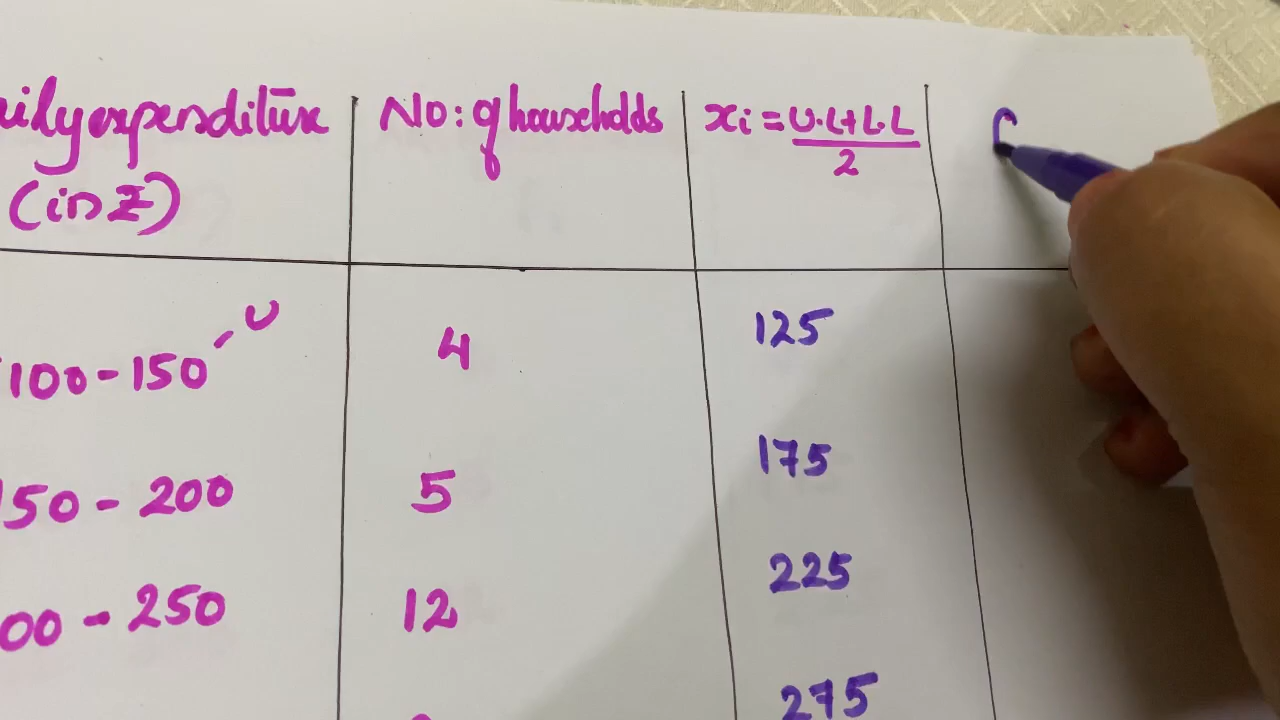 aily expenditure No: of households xi = U.L+L.L
(in ₹) 2
U
100 - 150 4 125
150 - 200 5 175
00 - 250 12 225
275